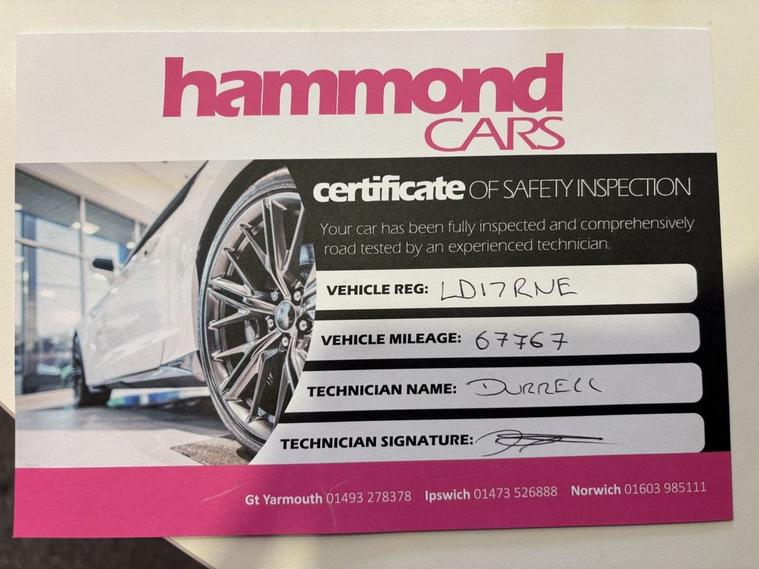 hammond
CARS
certificate OF SAFETY INSPECTION
Your car has been fully inspected and comprehensively
road tested by an experienced technician.
VEHICLE REG: LD17RNE
VEHICLE MILEAGE: 67767
TECHNICIAN NAME: DURRELL
TECHNICIAN SIGNATURE:
Gt Yarmouth 01493 278378 Ipswich 01473 526888 Norwich 01603 985111